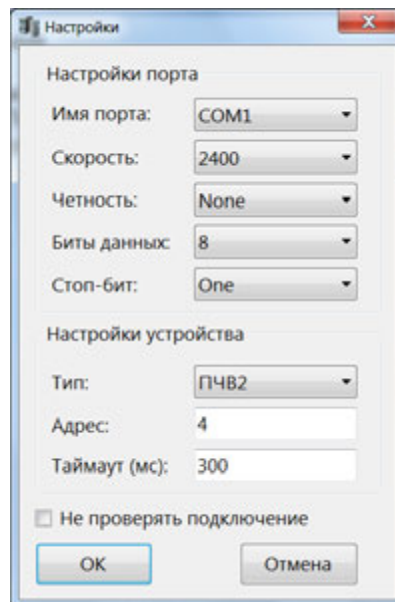 Настройки
Настройки порта
Имя порта: COM1
Скорость: 2400
Четность: None
Биты данных: 8
Стоп-бит: One
Настройки устройства
Тип: ПЧВ2
Адрес: 4
Таймаут (мс): 300
Не проверять подключение
ОК Отмена